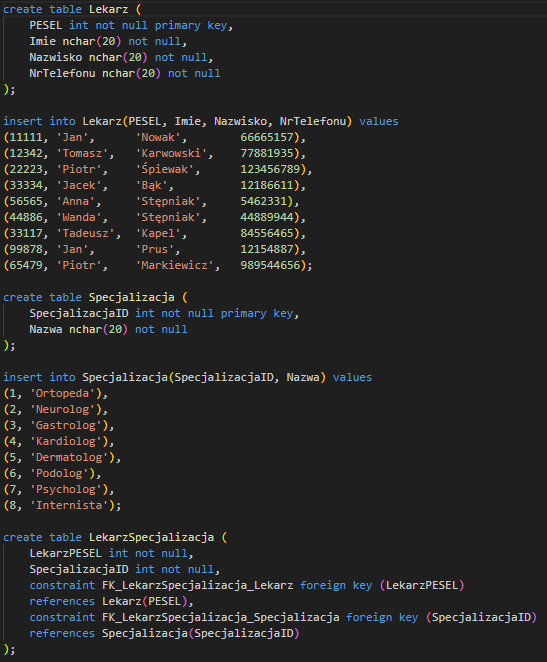 create table Lekarz (
    PESEL int not null primary key,
    Imie nchar(20) not null,
    Nazwisko nchar(20) not null,
    NrTelefonu nchar(20) not null
);
insert into Lekarz(PESEL, Imie, Nazwisko, NrTelefonu) values
(11111, 'Jan',      'Nowak',        66665157),
(12342, 'Tomasz',   'Karwowski',    77881935),
(22223, 'Piotr',    'Śpiewak',      123456789),
(33334, 'Jacek',    'Bąk',          12186611),
(56565, 'Anna',     'Stępniak',     5462331),
(44886, 'Wanda',    'Stępniak',     44889944),
(33117, 'Tadeusz',  'Kapel',        84556465),
(99878, 'Jan',      'Prus',         12154887),
(65479, 'Piotr',    'Markiewicz',   989544656);
create table Specjalizacja (
    SpecjalizacjaID int not null primary key,
    Nazwa nchar(20) not null
);
insert into Specjalizacja(SpecjalizacjaID, Nazwa) values
(1, 'Ortopeda'),
(2, 'Neurolog'),
(3, 'Gastrolog'),
(4, 'Kardiolog'),
(5, 'Dermatolog'),
(6, 'Podolog'),
(7, 'Psycholog'),
(8, 'Internista');
create table LekarzSpecjalizacja (
    LekarzPESEL int not null,
    SpecjalizacjaID int not null,
    constraint FK_LekarzSpecjalizacja_Lekarz foreign key (LekarzPESEL)
    references Lekarz(PESEL),
    constraint FK_LekarzSpecjalizacja_Specjalizacja foreign key (SpecjalizacjaID)
    references Specjalizacja(SpecjalizacjaID)
);